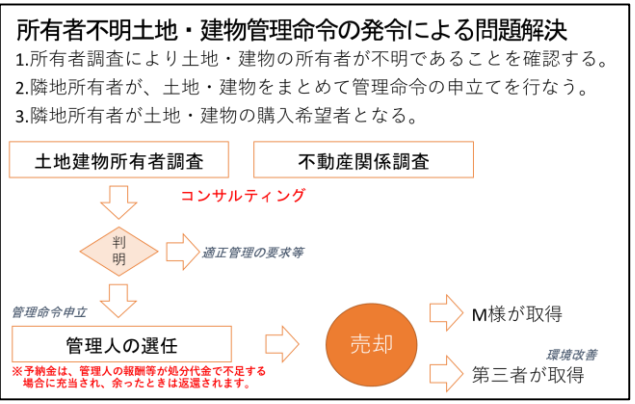 所有者不明土地・建物管理命令の発令による問題解決
1.所有者調査により土地・建物の所有者が不明であることを確認する。
2.隣地所有者が、土地・建物をまとめて管理命令の申立てを行なう。
3.隣地所有者が土地・建物の購入希望者となる。
土地建物所有者調査
不動産関係調査
コンサルティング
判
明
適正管理の要求等
管理命令申立
管理人の選任
売却
M様が取得
環境改善
第三者が取得
※予納金は、管理人の報酬等が処分代金で不足する
場合に充当され、余ったときは返還されます。